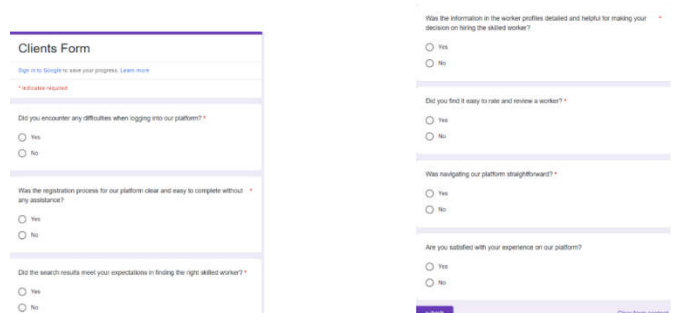 Clients Form
Sign in to Google to save your progress. Learn more
* Indicates required
Did you encounter any difficulties when logging into our platform? *
Yes
No
Was the registration process for our platform clear and easy to complete without *
any assistance?
Yes
No
Did the search results meet your expectations in finding the right skilled worker? *
Yes
No
Was the information in the worker profiles detailed and helpful for making your *
decision on hiring the skilled worker?
Yes
No
Did you find it easy to rate and review a worker? *
Yes
No
Was navigating our platform straightforward? *
Yes
No
Are you satisfied with your experience on our platform?
Yes
No